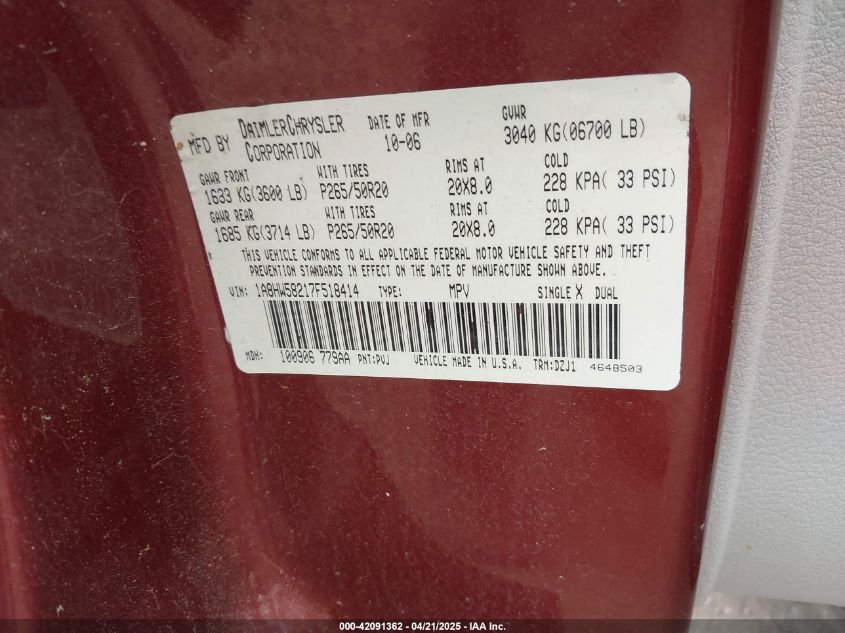 MFD BY DAIMLERCHRYSLER CORPORATION DATE OF MFR 10-06 GVWR 3040 KG(06700 LB)
GAWR FRONT WITH TIRES RIMS AT COLD
1633 KG(3600 LB) P265/50R20 20X8.0 228 KPA( 33 PSI)
GAWR REAR WITH TIRES RIMS AT COLD
1685 KG(3714 LB) P265/50R20 20X8.0 228 KPA( 33 PSI)
THIS VEHICLE CONFORMS TO ALL APPLICABLE FEDERAL MOTOR VEHICLE SAFETY AND THEFT
PREVENTION STANDARDS IN EFFECT ON THE DATE OF MANUFACTURE SHOWN ABOVE.
VIN: 1A8HW58217F518414 TYPE: MPV SINGLE X DUAL
MDH: 100906 779AA PNT:PVJ VEHICLE MADE IN U.S.A. TRM:DZJ1 4648503
000-42091362 - 04/21/2025 - IAA Inc.